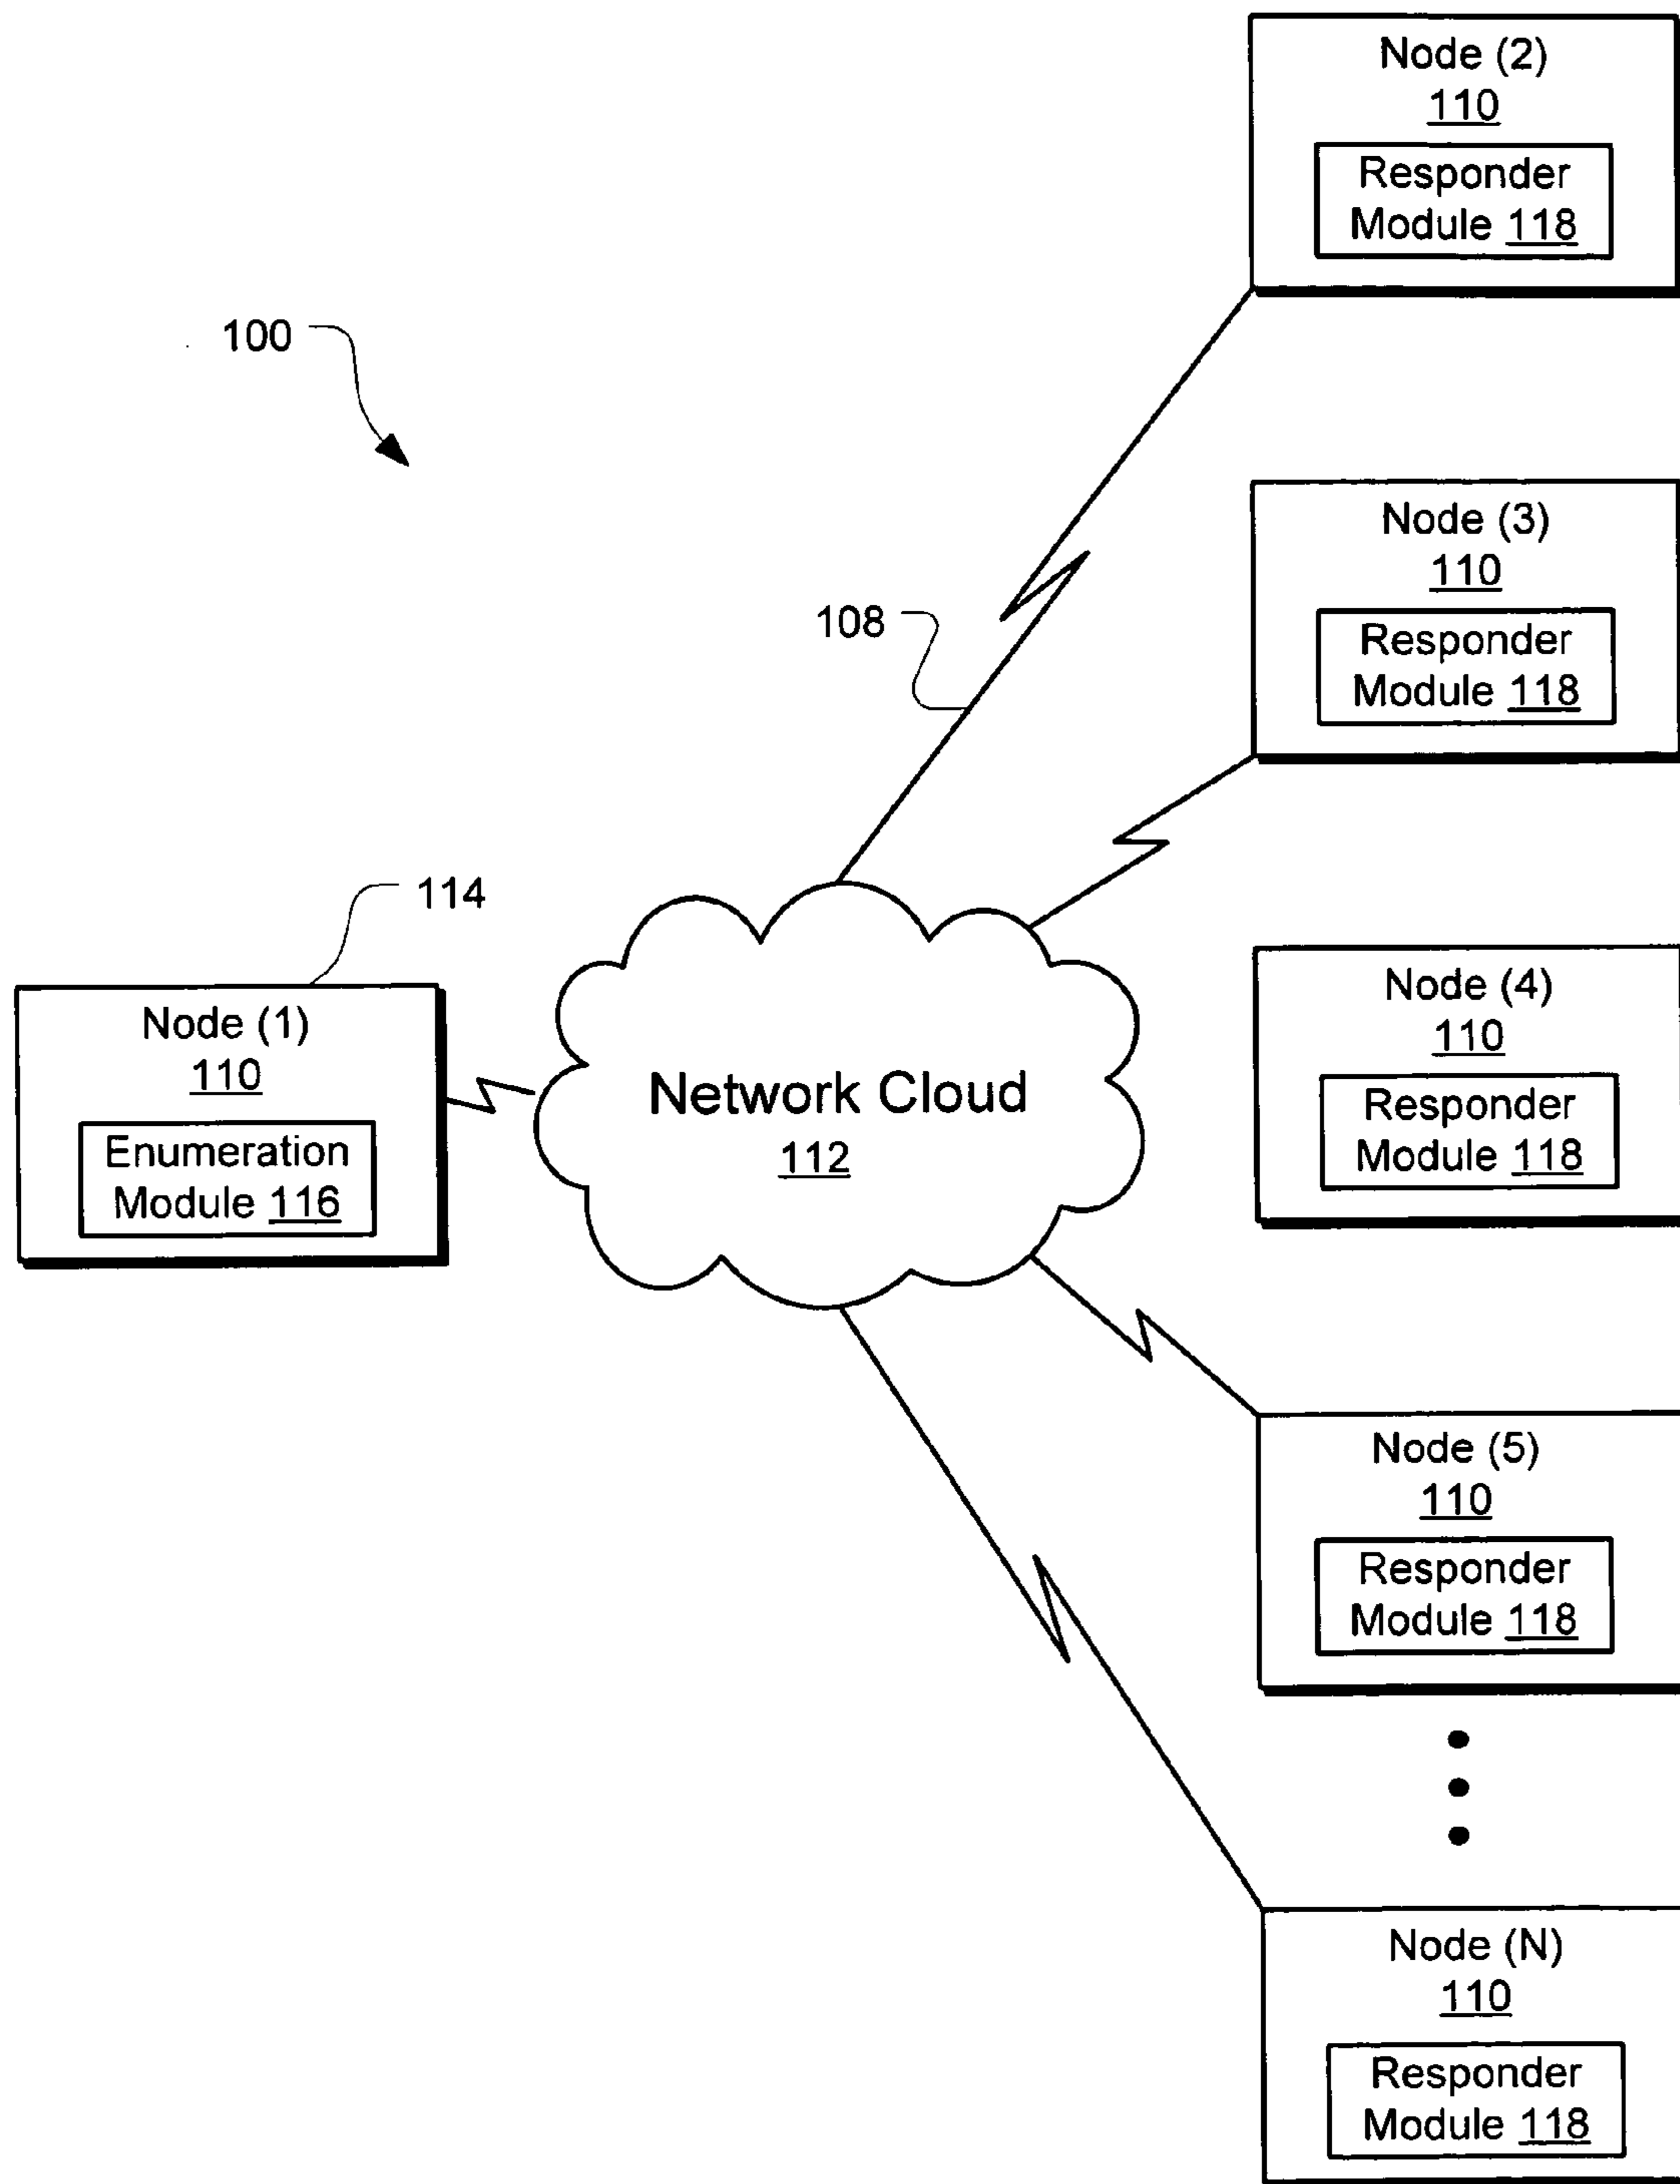 Node (2)
110
Responder
Module 118
100
Node (3)
110
Responder
Module 118
108
114
Node (1)
110
Enumeration
Module 116
Network Cloud
112
Node (4)
110
Responder
Module 118
Node (5)
110
Responder
Module 118
Node (N)
110
Responder
Module 118